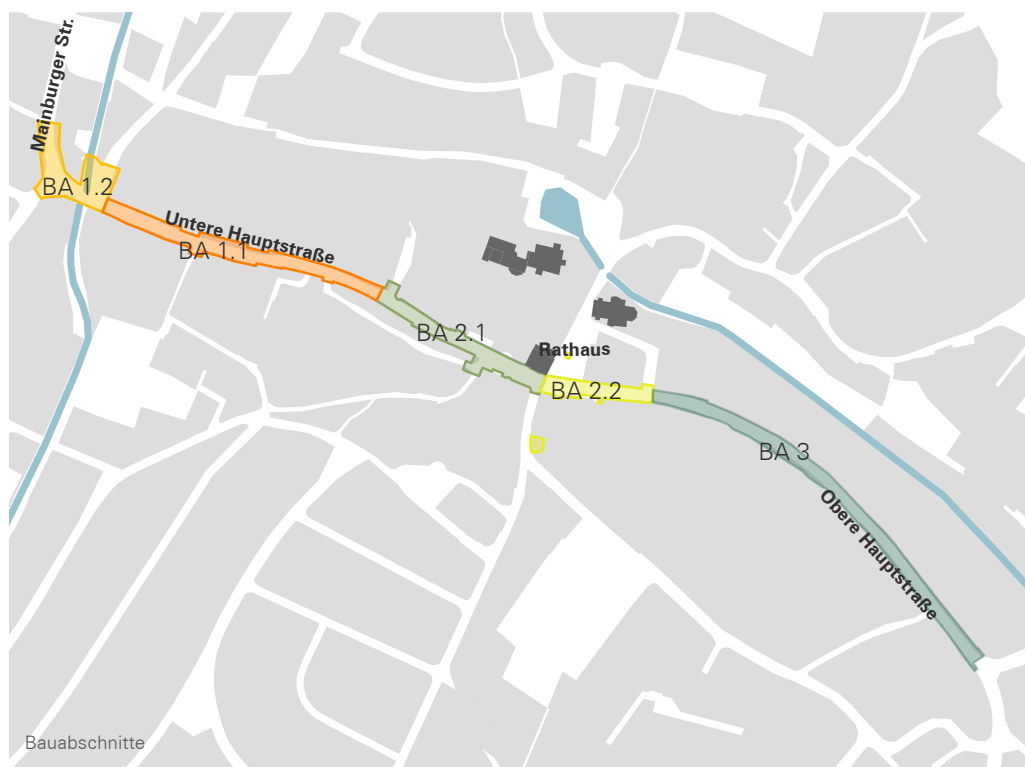 Mainburger Str.
BA 1.2
Untere Hauptstraße
BA 1.1
BA 2.1
Rathaus
BA 2.2
BA 3
Obere Hauptstraße
Bauabschnitte